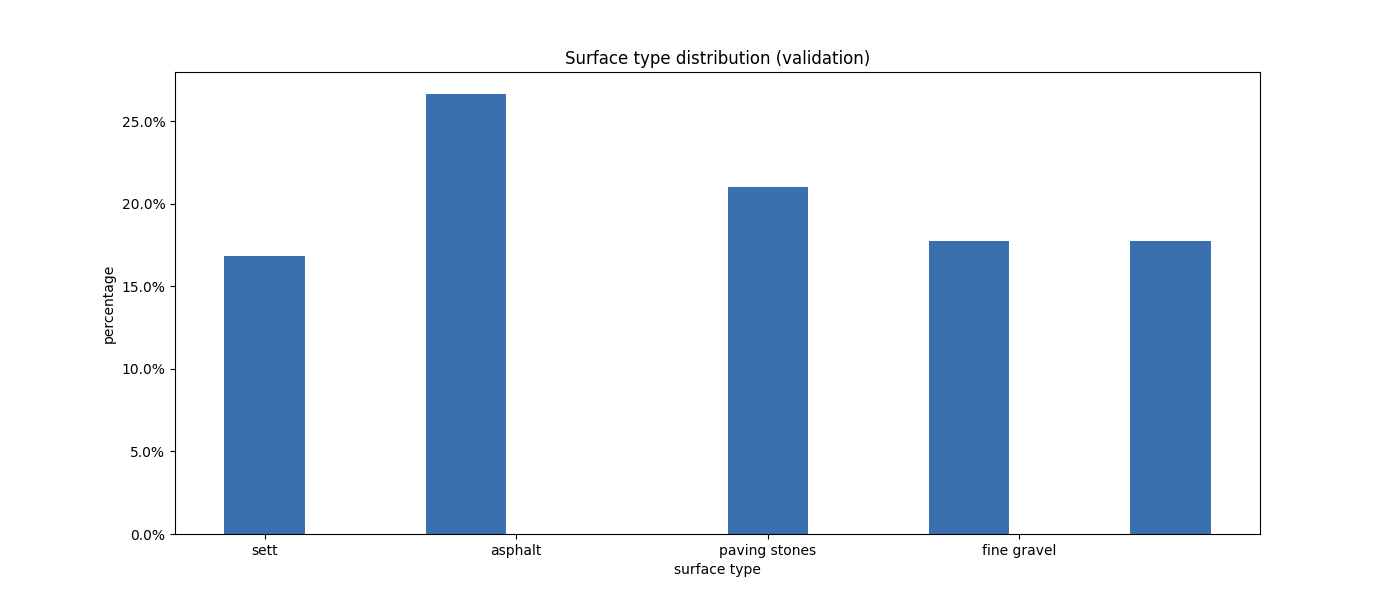 Surface type distribution (validation)
25.0%
20.0%
15.0%
10.0%
5.0%
0.0%
percentage
sett asphalt paving stones fine gravel
surface type